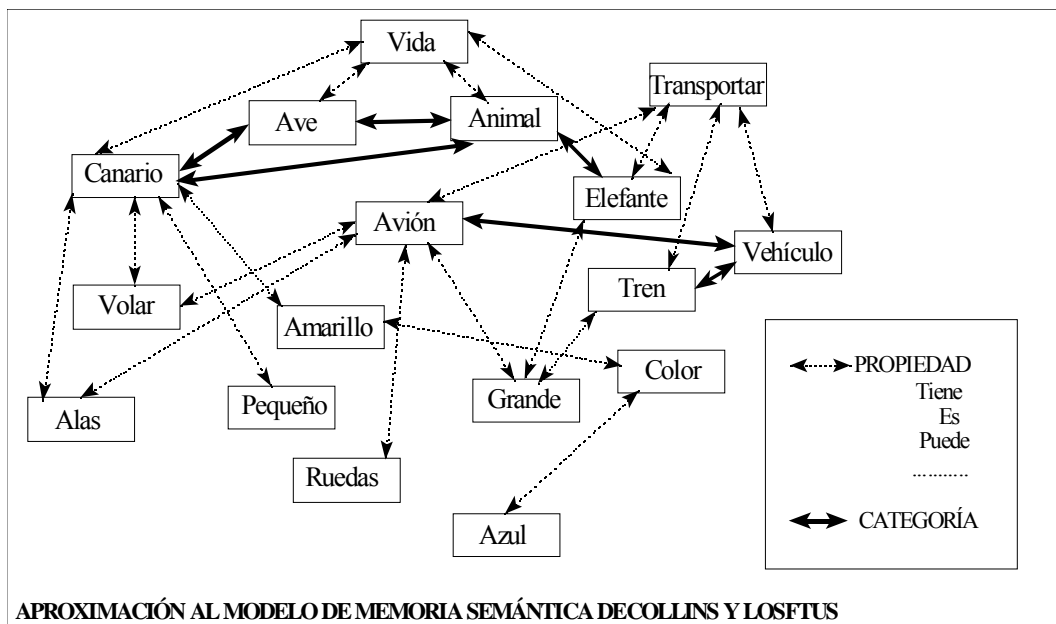 Vida
Transportar
Ave
Animal
Canario
Elefante
Avión
Vehículo
Tren
Volar
Amarillo
Color
Pequeño
Grande
Alas
Ruedas
Azul
PROPIEDAD
Tiene
Es
Puede
...........
CATEGORÍA
APROXIMACIÓN AL MODELO DE MEMORIA SEMÁNTICA DECOLLINS Y LOSFTUS